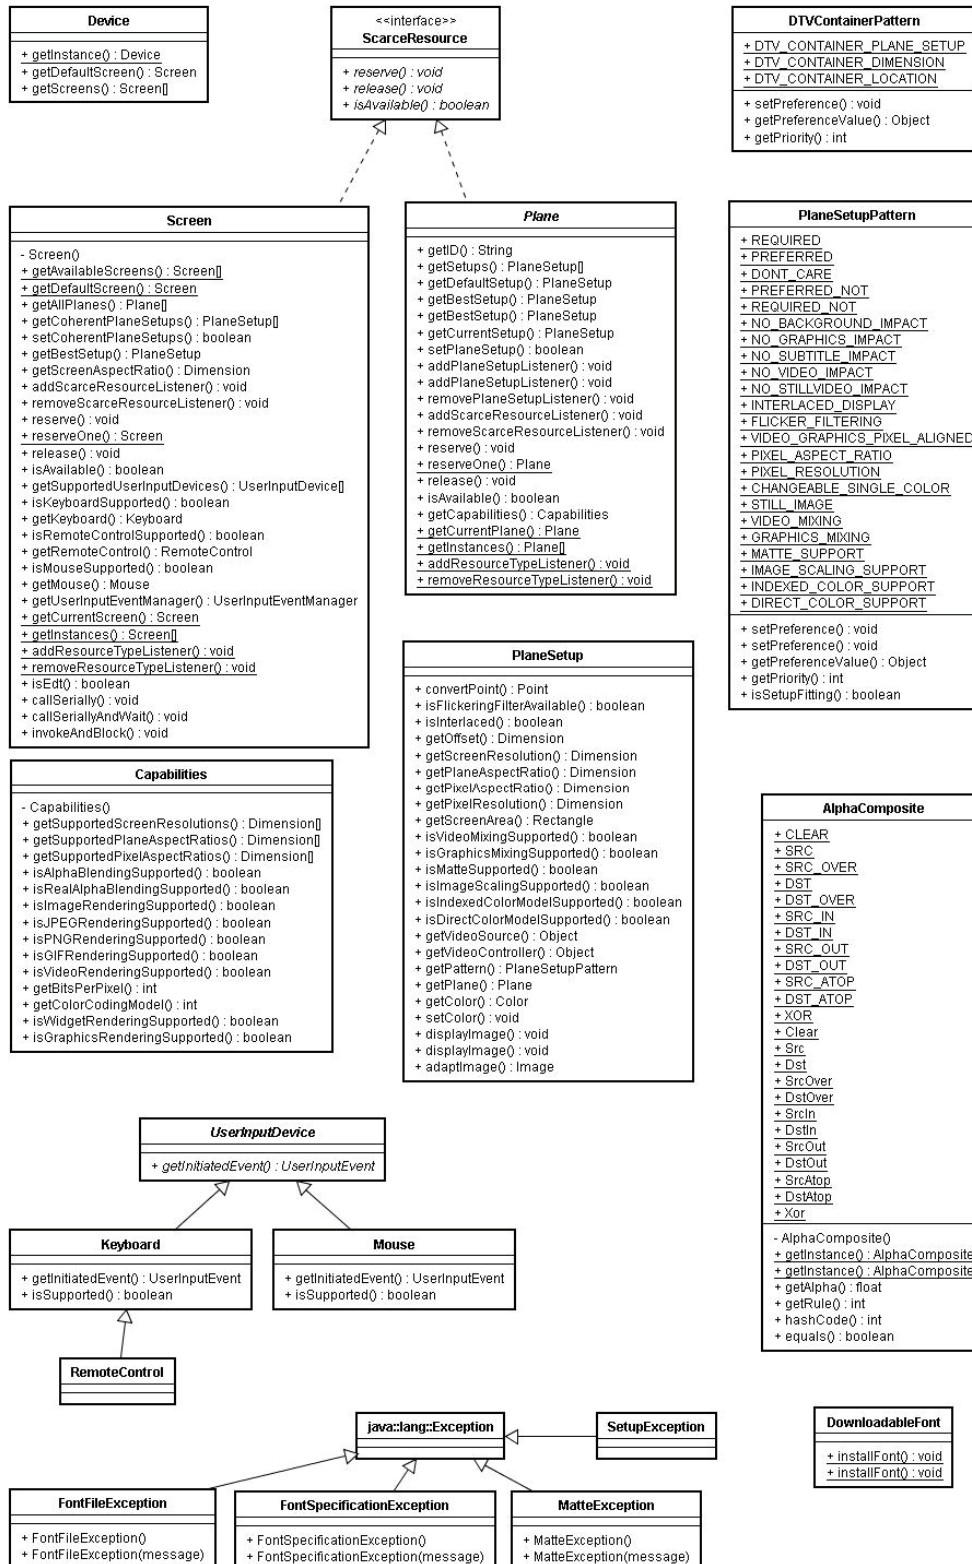 Device
+ getInstance() : Device
+ getDefaultScreen() : Screen
+ getScreens() : Screen[]
<<interface>>
ScarceResource
+ reserve() : void
+ release() : void
+ isAvailable() : boolean
DTVContainerPattern
+ DTV_CONTAINER_PLANE_SETUP
+ DTV_CONTAINER_DIMENSION
+ DTV_CONTAINER_LOCATION
+ setPreference() : void
+ getPreferenceValue() : Object
+ getPriority() : int
Screen
- Screen()
+ getAvailableScreens() : Screen[]
+ getDefaultScreen() : Screen
+ getAllPlanes() : Plane[]
+ getCoherentPlaneSetups() : PlaneSetup[]
+ setCoherentPlaneSetups() : boolean
+ getBestSetup() : PlaneSetup
+ getScreenAspectRatio() : Dimension
+ addScarceResourceListener() : void
+ removeScarceResourceListener() : void
+ reserve() : void
+ reserveOne() : Screen
+ release() : void
+ isAvailable() : boolean
+ getSupportedUserInputDevices() : UserInputDevice[]
+ isKeyboardSupported() : boolean
+ getKeyboard() : Keyboard
+ isRemoteControlSupported() : boolean
+ getRemoteControl() : RemoteControl
+ isMouseSupported() : boolean
+ getMouse() : Mouse
+ getUserInputEventManager() : UserInputEventManager
+ getCurrentScreen() : Screen
+ getInstances() : Screen[]
+ addResourceTypeListener() : void
+ removeResourceTypeListener() : void
+ isEdt() : boolean
+ callSerially() : void
+ callSeriallyAndWait() : void
+ invokeAndBlock() : void
Plane
+ getID() : String
+ getSetups() : PlaneSetup[]
+ getDefaultSetup() : PlaneSetup
+ getBestSetup() : PlaneSetup
+ getBestSetup() : PlaneSetup
+ getCurrentSetup() : PlaneSetup
+ setPlaneSetup() : boolean
+ addPlaneSetupListener() : void
+ addPlaneSetupListener() : void
+ removePlaneSetupListener() : void
+ addScarceResourceListener() : void
+ removeScarceResourceListener() : void
+ reserve() : void
+ reserveOne() : Plane
+ release() : void
+ isAvailable() : boolean
+ getCapabilities() : Capabilities
+ getCurrentPlane() : Plane
+ getInstances() : Plane[]
+ addResourceTypeListener() : void
+ removeResourceTypeListener() : void
PlaneSetupPattern
+ REQUIRED
+ PREFERRED
+ DONT_CARE
+ PREFERRED_NOT
+ REQUIRED_NOT
+ NO_BACKGROUND_IMPACT
+ NO_GRAPHICS_IMPACT
+ NO_SUBTITLE_IMPACT
+ NO_VIDEO_IMPACT
+ NO_STILLVIDEO_IMPACT
+ INTERLACED_DISPLAY
+ FLICKER_FILTERING
+ VIDEO_GRAPHICS_PIXEL_ALIGNED
+ PIXEL_ASPECT_RATIO
+ PIXEL_RESOLUTION
+ CHANGEABLE_SINGLE_COLOR
+ STILL_IMAGE
+ VIDEO_MIXING
+ GRAPHICS_MIXING
+ MATTE_SUPPORT
+ IMAGE_SCALING_SUPPORT
+ INDEXED_COLOR_SUPPORT
+ DIRECT_COLOR_SUPPORT
+ setPreference() : void
+ setPreference() : void
+ getPreferenceValue() : Object
+ getPriority() : int
+ isSetupFitting() : boolean
PlaneSetup
+ convertPoint() : Point
+ isFlickeringFilterAvailable() : boolean
+ isInterlaced() : boolean
+ getOffset() : Dimension
+ getScreenResolution() : Dimension
+ getPlaneAspectRatio() : Dimension
+ getPixelAspectRatio() : Dimension
+ getPixelResolution() : Dimension
+ getScreenArea() : Rectangle
+ isVideoMixingSupported() : boolean
+ isGraphicsMixingSupported() : boolean
+ isMatteSupported() : boolean
+ isImageScalingSupported() : boolean
+ isIndexedColorModelSupported() : boolean
+ isDirectColorModelSupported() : boolean
+ getVideoSource() : Object
+ getVideoController() : Object
+ getPattern() : PlaneSetupPattern
+ getPlane() : Plane
+ getColor() : Color
+ setColor() : void
+ displayImage() : void
+ displayImage() : void
+ adaptImage() : Image
Capabilities
- Capabilities()
+ getSupportedScreenResolutions() : Dimension[]
+ getSupportedPlaneAspectRatios() : Dimension[]
+ getSupportedPixelAspectRatios() : Dimension[]
+ isAlphaBlendingSupported() : boolean
+ isRealAlphaBlendingSupported() : boolean
+ isImageRenderingSupported() : boolean
+ isJPEGRenderingSupported() : boolean
+ isPNGRenderingSupported() : boolean
+ isGIFRenderingSupported() : boolean
+ isVideoRenderingSupported() : boolean
+ getBitsPerPixel() : int
+ getColorCodingModel() : int
+ isWidgetRenderingSupported() : boolean
+ isGraphicsRenderingSupported() : boolean
AlphaComposite
+ CLEAR
+ SRC
+ SRC_OVER
+ DST
+ DST_OVER
+ SRC_IN
+ DST_IN
+ SRC_OUT
+ DST_OUT
+ SRC_ATOP
+ DST_ATOP
+ XOR
+ Clear
+ Src
+ Dst
+ SrcOver
+ DstOver
+ SrcIn
+ DstIn
+ SrcOut
+ DstOut
+ SrcAtop
+ DstAtop
+ Xor
- AlphaComposite()
+ getInstance() : AlphaComposite
+ getInstance() : AlphaComposite
+ getAlpha() : float
+ getRule() : int
+ hashCode() : int
+ equals() : boolean
UserInputDevice
+ getInitiatedEvent() : UserInputEvent
Keyboard
+ getInitiatedEvent() : UserInputEvent
+ isSupported() : boolean
Mouse
+ getInitiatedEvent() : UserInputEvent
+ isSupported() : boolean
RemoteControl
java::lang::Exception
SetupException
DownloadableFont
+ installFont() : void
+ installFont() : void
FontFileException
+ FontFileException()
+ FontFileException(message)
FontSpecificationException
+ FontSpecificationException()
+ FontSpecificationException(message)
MatteException
+ MatteException()
+ MatteException(message)